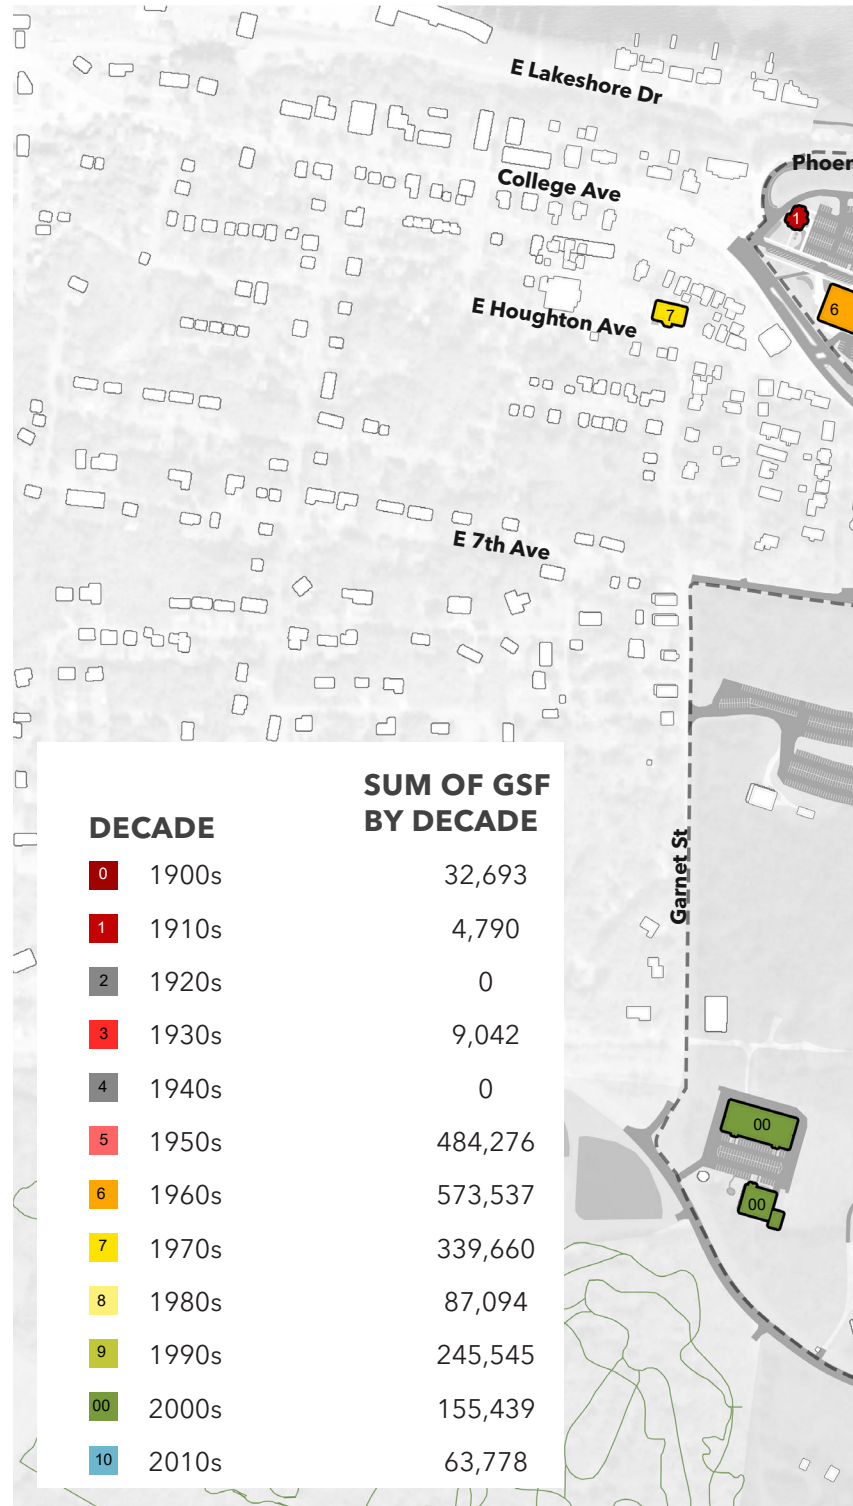 E Lakeshore Dr
Phoen
College Ave
1
6
E Houghton Ave
7
E 7th Ave
Garnet St
00
00
DECADE SUM OF GSF
BY DECADE
0 1900s 32,693
1 1910s 4,790
2 1920s 0
3 1930s 9,042
4 1940s 0
5 1950s 484,276
6 1960s 573,537
7 1970s 339,660
8 1980s 87,094
9 1990s 245,545
00 2000s 155,439
10 2010s 63,778